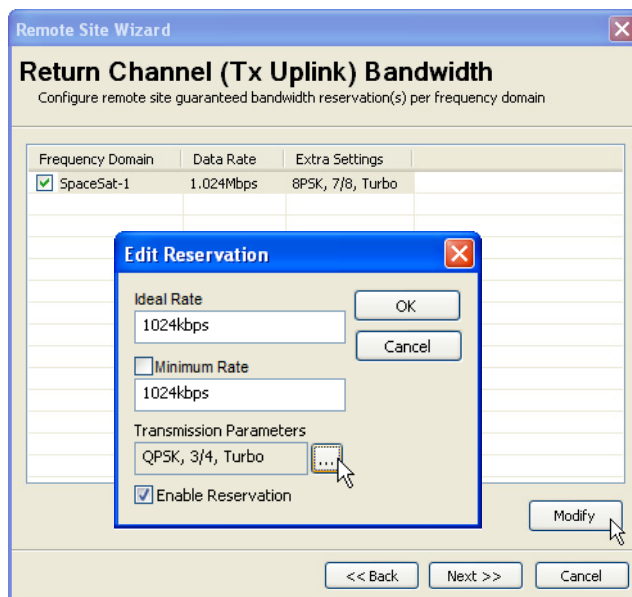 Remote Site Wizard
Return Channel (Tx Uplink) Bandwidth
Configure remote site guaranteed bandwidth reservation(s) per frequency domain
Frequency Domain Data Rate Extra Settings
SpaceSat-1 1.024Mbps 8PSK, 7/8, Turbo
Edit Reservation
Ideal Rate
OK
1024kbps
Cancel
Minimum Rate
1024kbps
Transmission Parameters
QPSK, 3/4, Turbo ...
Enable Reservation
Modify
<< Back Next >> Cancel